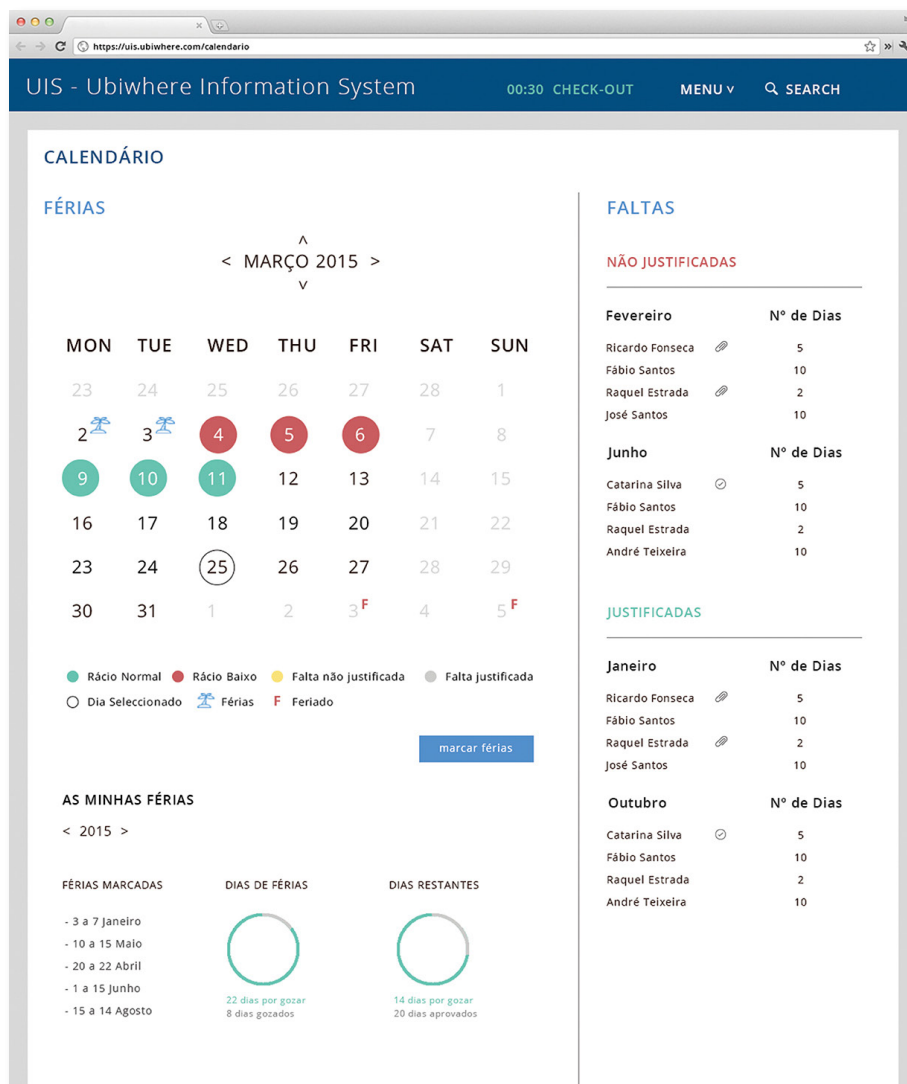 https://uis.ubiwhere.com/calendario
UIS - Ubiwhere Information System
00:30 CHECK-OUT
MENU
SEARCH
CALENDÁRIO
FÉRIAS
< MARÇO 2015 >
MON TUE WED THU FRI SAT SUN
23 24 25 26 27 28 1
2 3 4 5 6 7 8
9 10 11 12 13 14 15
16 17 18 19 20 21 22
23 24 25 26 27 28 29
30 31 1 2 3 F 4 5 F
Rácio Normal Rácio Baixo Falta não justificada Falta justificada
Dia Seleccionado Férias F Feriado
marcar férias
AS MINHAS FÉRIAS
< 2015 >
FÉRIAS MARCADAS
- 3 a 7 Janeiro
- 10 a 15 Maio
- 20 a 22 Abril
- 1 a 15 Junho
- 15 a 14 Agosto
DIAS DE FÉRIAS
22 dias por gozar
8 dias gozados
DIAS RESTANTES
14 dias por gozar
20 dias aprovados
FALTAS
NÃO JUSTIFICADAS
Fevereiro Nº de Dias
Ricardo Fonseca 5
Fábio Santos 10
Raquel Estrada 2
José Santos 10
Junho Nº de Dias
Catarina Silva 5
Fábio Santos 10
Raquel Estrada 2
André Teixeira 10
JUSTIFICADAS
Janeiro Nº de Dias
Ricardo Fonseca 5
Fábio Santos 10
Raquel Estrada 2
José Santos 10
Outubro Nº de Dias
Catarina Silva 5
Fábio Santos 10
Raquel Estrada 2
André Teixeira 10